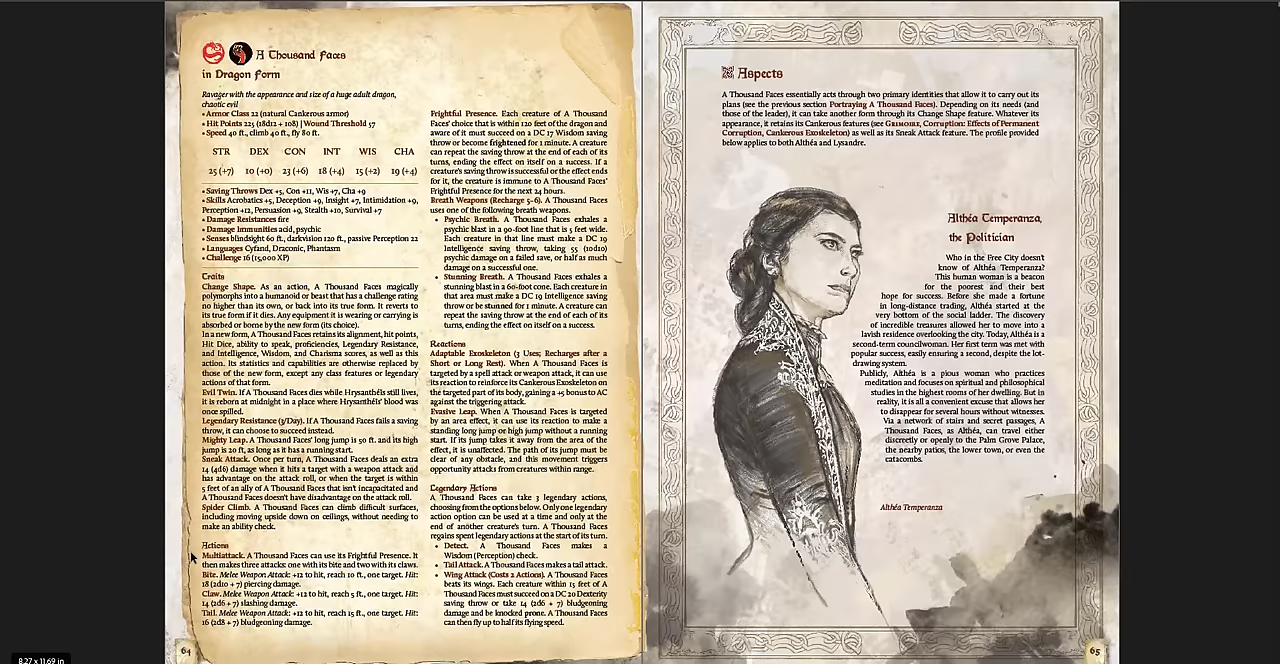 A Thousand Faces
in Dragon Form
Ravager with the appearance and size of a huge adult dragon,
chaotic evil
• Armor Class 22 (natural Cankerous armor)
• Hit Points 225 (18d12 + 108) | Wound Threshold 57
• Speed 40 ft., climb 40 ft., fly 80 ft.
STR DEX CON INT WIS CHA
25 (+7) 10 (+0) 23 (+6) 18 (+4) 15 (+2) 19 (+4)
• Saving Throws Dex +5, Con +11, Wis +7, Cha +9
• Skills Acrobatics +5, Deception +9, Insight +7, Intimidation +9,
Perception +12, Persuasion +9, Stealth +10, Survival +7
• Damage Resistances fire
• Damage Immunities acid, psychic
• Senses blindsight 60 ft., darkvision 120 ft., passive Perception 22
• Languages Cyfand, Draconic, Phantasm
• Challenge 16 (15,000 XP)
Traits
Change Shape. As an action, A Thousand Faces magically
polymorphs into a humanoid or beast that has a challenge rating
no higher than its own, or back into its true form. It reverts to
its true form if it dies. Any equipment it is wearing or carrying is
absorbed or borne by the new form (its choice).
In a new form, A Thousand Faces retains its alignment, hit points,
Hit Dice, ability to speak, proficiencies, Legendary Resistance,
and Intelligence, Wisdom, and Charisma scores, as well as this
action. Its statistics and capabilities are otherwise replaced by
those of the new form, except any class features or legendary
actions of that form.
Evil Twin. If A Thousand Faces dies while Hrysanthéis still lives,
it is reborn at midnight in a place where Hrysanthéis' blood was
once spilled.
Legendary Resistance (3/Day). If A Thousand Faces fails a saving
throw, it can choose to succeed instead.
Mighty Leap. A Thousand Faces' long jump is 50 ft. and its high
jump is 20 ft, as long as it has a running start.
Sneak Attack. Once per turn, A Thousand Faces deals an extra
14 (4d6) damage when it hits a target with a weapon attack and
has advantage on the attack roll, or when the target is within
5 feet of an ally of A Thousand Faces that isn't incapacitated and
A Thousand Faces doesn't have disadvantage on the attack roll.
Spider Climb. A Thousand Faces can climb difficult surfaces,
including moving upside down on ceilings, without needing to
make an ability check.
Actions
Multiattack. A Thousand Faces can use its Frightful Presence. It
then makes three attacks: one with its bite and two with its claws.
Bite. Melee Weapon Attack: +12 to hit, reach 10 ft., one target. Hit:
18 (2d10 + 7) piercing damage.
Claw. Melee Weapon Attack: +12 to hit, reach 5 ft., one target. Hit:
14 (2d6 + 7) slashing damage.
Tail. Melee Weapon Attack: +12 to hit, reach 15 ft., one target. Hit:
16 (2d8 + 7) bludgeoning damage.
64
Frightful Presence. Each creature of A Thousand
Faces' choice that is within 120 feet of the dragon and
aware of it must succeed on a DC 17 Wisdom saving
throw or become frightened for 1 minute. A creature
can repeat the saving throw at the end of each of its
turns, ending the effect on itself on a success. If a
creature's saving throw is successful or the effect ends
for it, the creature is immune to A Thousand Faces'
Frightful Presence for the next 24 hours.
Breath Weapons (Recharge 5-6). A Thousand Faces
uses one of the following breath weapons.
• Psychic Breath. A Thousand Faces exhales a
psychic blast in a 90-foot line that is 5 feet wide.
Each creature in that line must make a DC 19
Intelligence saving throw, taking 55 (10d10)
psychic damage on a failed save, or half as much
damage on a successful one.
• Stunning Breath. A Thousand Faces exhales a
stunning blast in a 60-foot cone. Each creature in
that area must make a DC 19 Intelligence saving
throw or be stunned for 1 minute. A creature can
repeat the saving throw at the end of each of its
turns, ending the effect on itself on a success.
Reactions
Adaptable Exoskeleton (3 Uses; Recharges after a
Short or Long Rest). When A Thousand Faces is
targeted by a spell attack or weapon attack, it can use
its reaction to reinforce its Cankerous Exoskeleton on
the targeted part of its body, gaining a +5 bonus to AC
against the triggering attack.
Evasive Leap. When A Thousand Faces is targeted
by an area effect, it can use its reaction to make a
standing long jump or high jump without a running
start. If its jump takes it away from the area of the
effect, it is unaffected. The path of its jump must be
clear of any obstacle, and this movement triggers
opportunity attacks from creatures within range.
Legendary Actions
A Thousand Faces can take 3 legendary actions,
choosing from the options below. Only one legendary
action option can be used at a time and only at the
end of another creature's turn. A Thousand Faces
regains spent legendary actions at the start of its turn.
• Detect. A Thousand Faces makes a
Wisdom (Perception) check.
• Tail Attack. A Thousand Faces makes a tail attack.
• Wing Attack (Costs 2 Actions). A Thousand Faces
beats its wings. Each creature within 15 feet of A
Thousand Faces must succeed on a DC 20 Dexterity
saving throw or take 14 (2d6 + 7) bludgeoning
damage and be knocked prone. A Thousand Faces
can then fly up to half its flying speed.
Aspects
A Thousand Faces essentially acts through two primary identities that allow it to carry out its
plans (see the previous section Portraying A Thousand Faces). Depending on its needs (and
those of the leader), it can take another form through its Change Shape feature. Whatever its
appearance, it retains its Cankerous features (see Grimoire, Corruption: Effects of Permanent
Corruption, Cankerous Exoskeleton) as well as its Sneak Attack feature. The profile provided
below applies to both Althéa and Lysandre.
Althéa Temperanza,
the Politician
Who in the Free City doesn't
know of Althéa Temperanza?
This human woman is a beacon
for the poorest and their best
hope for success. Before she made a fortune
in long-distance trading, Althéa started at the
very bottom of the social ladder. The discovery
of incredible treasures allowed her to move into a
lavish residence overlooking the city. Today, Althéa is a
second-term councilwoman. Her first term was met with
popular success, easily ensuring a second, despite the lot-
drawing system.
Publicly, Althéa is a pious woman who practices
meditation and focuses on spiritual and philosophical
studies in the highest rooms of her dwelling. But in
reality, it is all a convenient excuse that allows her
to disappear for several hours without witnesses.
Via a network of stairs and secret passages, A
Thousand Faces, as Althéa, can travel either
discreetly or openly to the Palm Grove Palace,
the nearby patios, the lower town, or even the
catacombs.
Althéa Temperanza
65
8.27 x 11.69 in